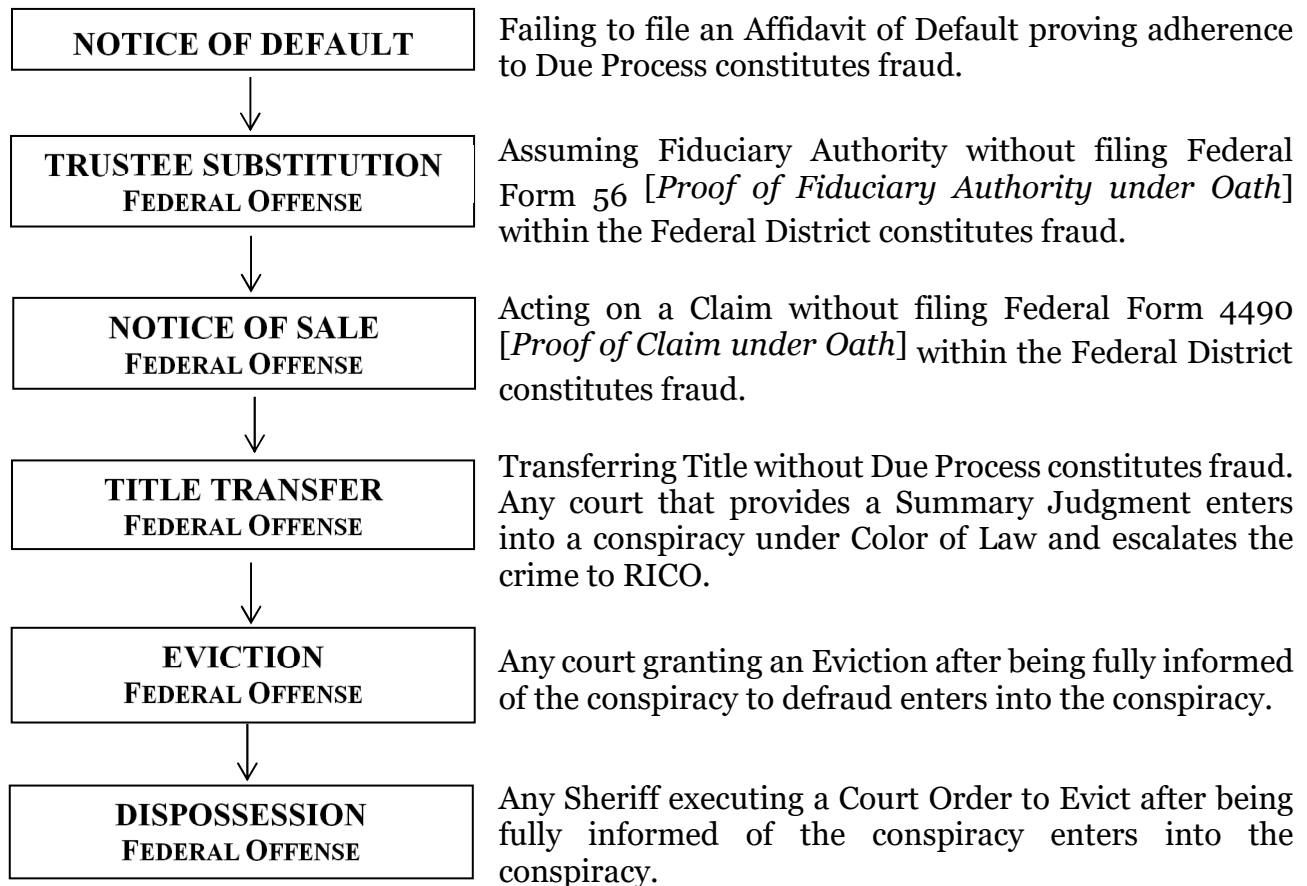 NOTICE OF DEFAULT
Failing to file an Affidavit of Default proving adherence
to Due Process constitutes fraud.
TRUSTEE SUBSTITUTION
FEDERAL OFFENSE
Assuming Fiduciary Authority without filing Federal
Form 56 [Proof of Fiduciary Authority under Oath]
within the Federal District constitutes fraud.
NOTICE OF SALE
FEDERAL OFFENSE
Acting on a Claim without filing Federal Form 4490
[Proof of Claim under Oath] within the Federal District
constitutes fraud.
TITLE TRANSFER
FEDERAL OFFENSE
Transferring Title without Due Process constitutes fraud.
Any court that provides a Summary Judgment enters
into a conspiracy under Color of Law and escalates the
crime to RICO.
EVICTION
FEDERAL OFFENSE
Any court granting an Eviction after being fully informed
of the conspiracy to defraud enters into the conspiracy.
DISPOSSESSION
FEDERAL OFFENSE
Any Sheriff executing a Court Order to Evict after being
fully informed of the conspiracy enters into the
conspiracy.